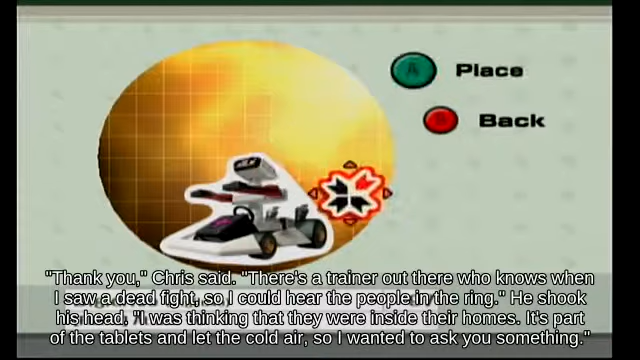 A Place
B Back
"Thank you," Chris said. "There's a trainer out there who knows when
I saw a dead fight, so I could hear the people in the ring." He shook
his head, "I was thinking that they were inside their homes. It's part
of the tablets and let the cold air, so I wanted to ask you something."